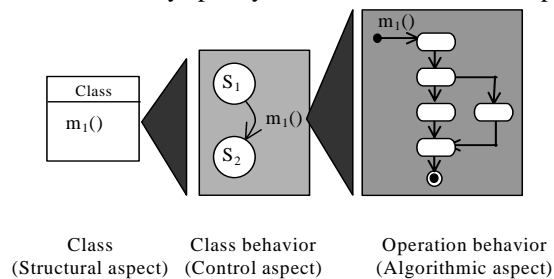 m₁()
Class
m₁()
S₁
m₁()
S₂
Class Class behavior Operation behavior
(Structural aspect) (Control aspect) (Algorithmic aspect)